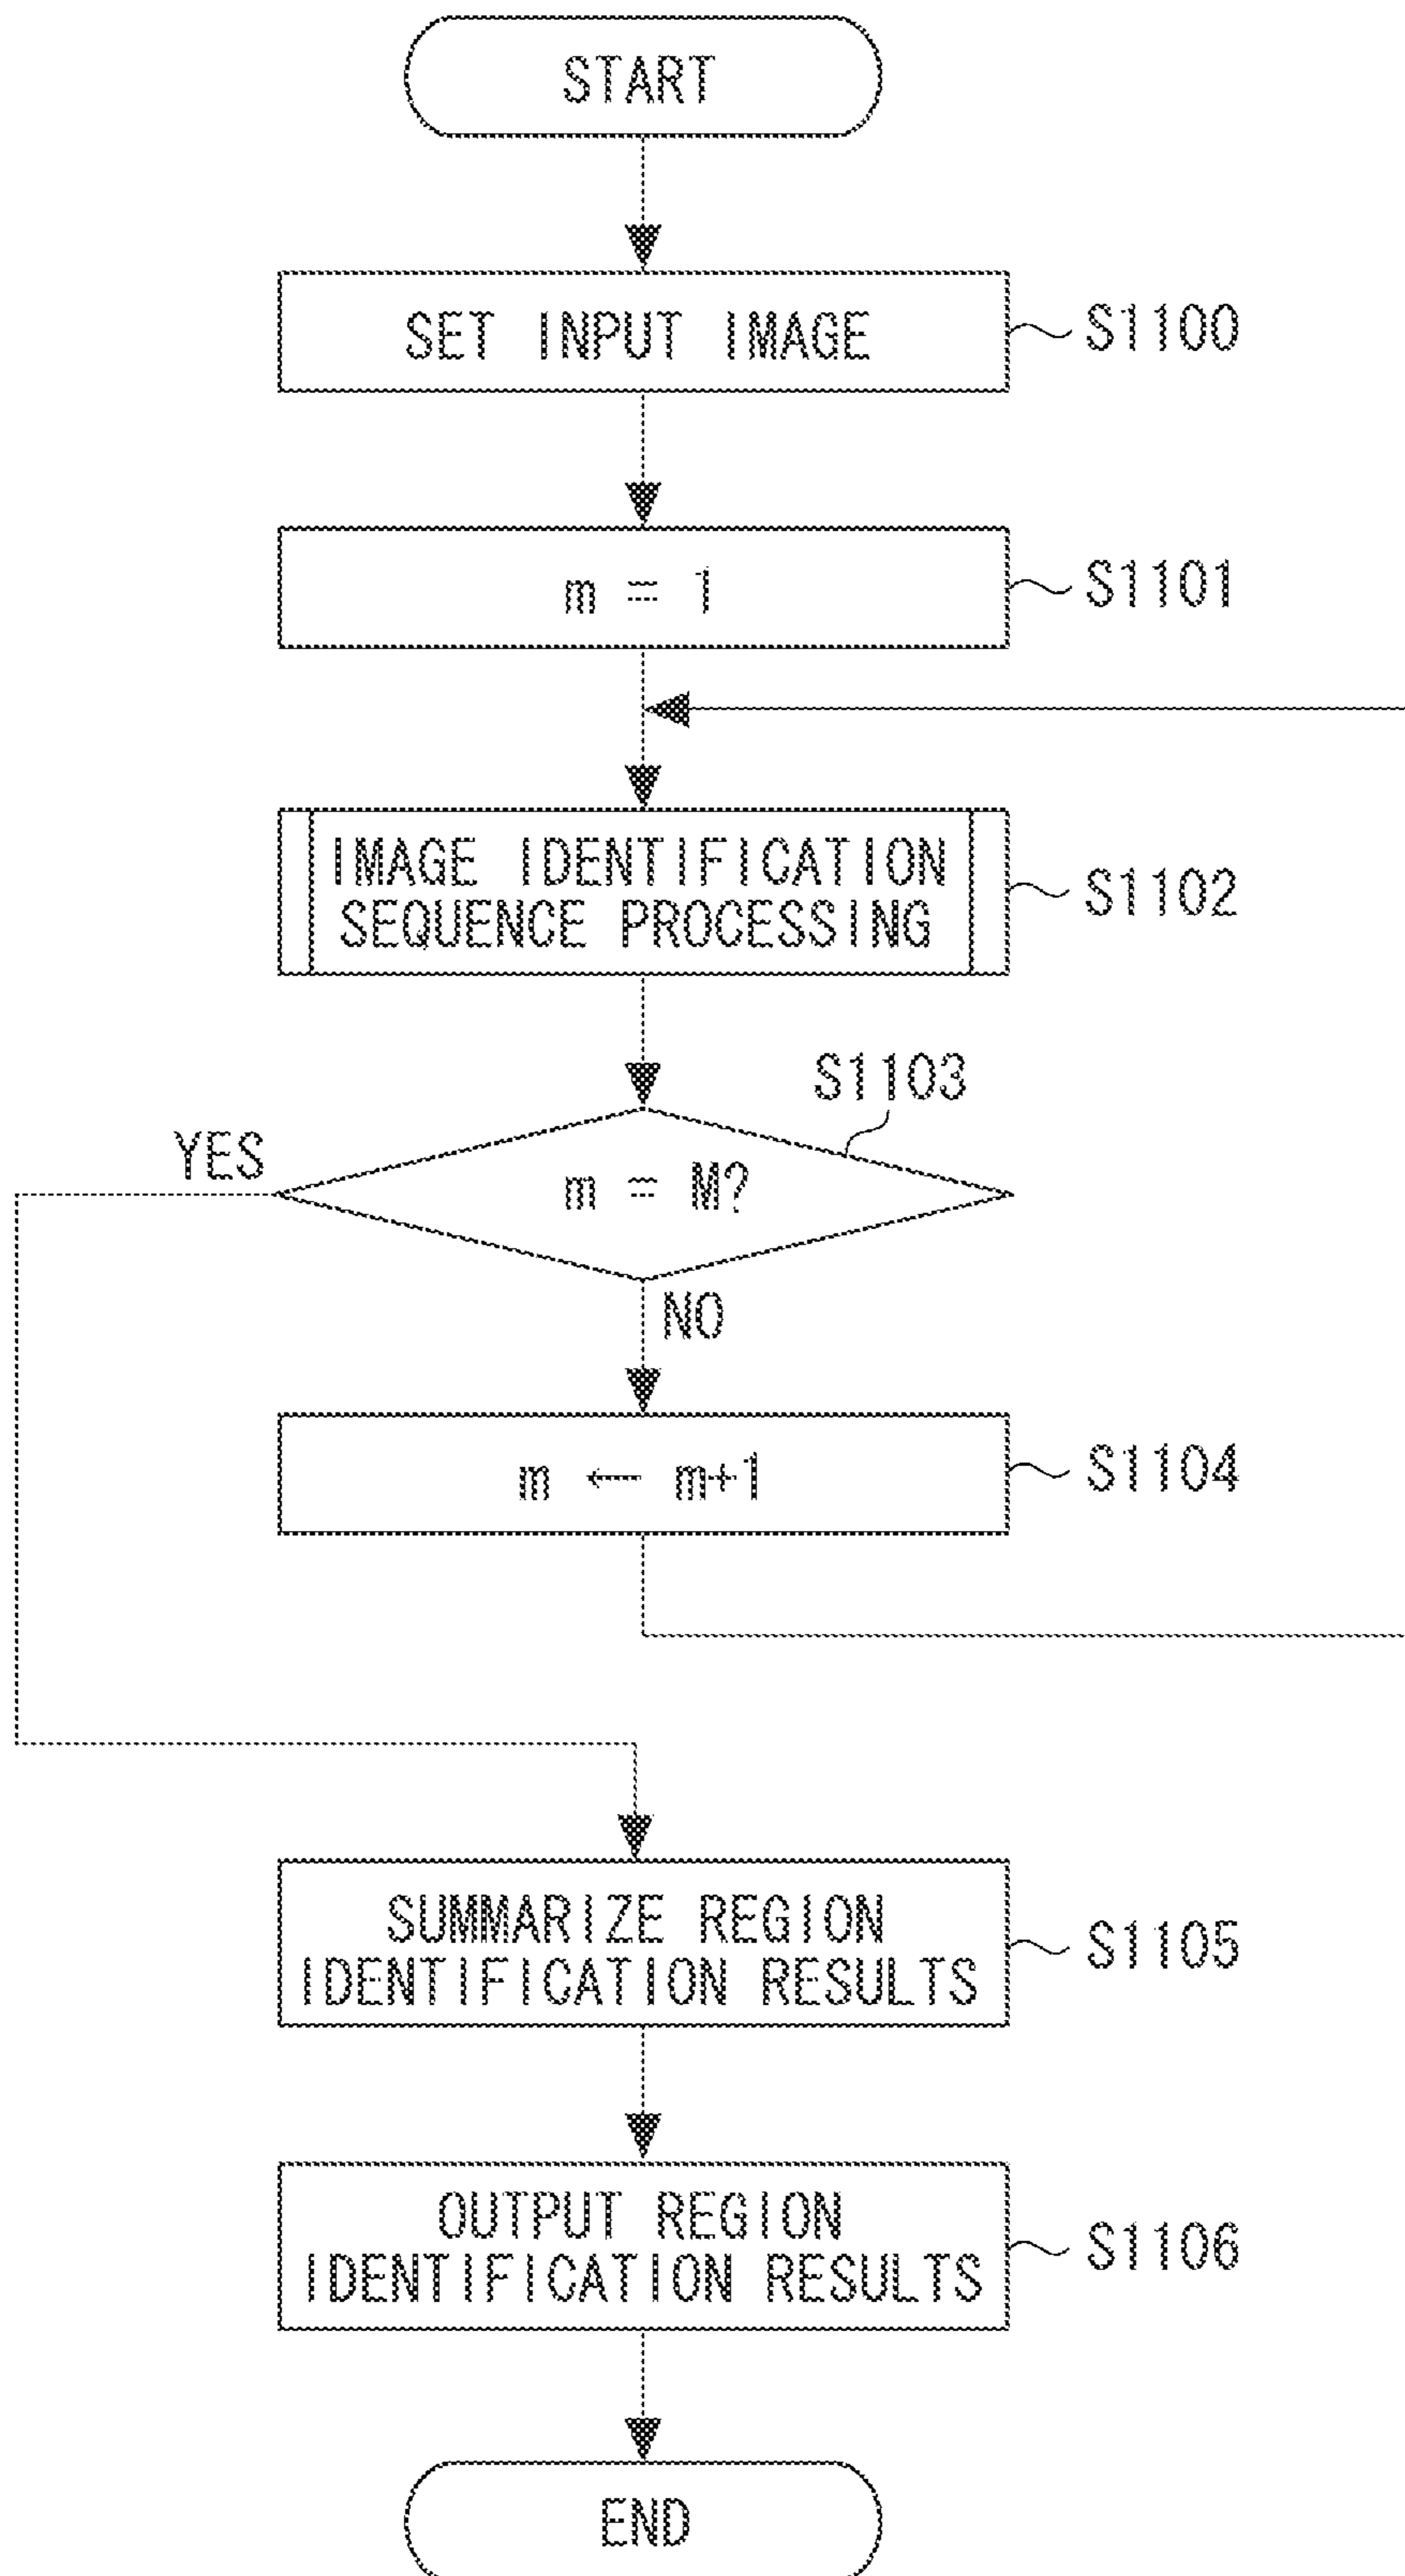 START
SET INPUT IMAGE
S1100
m = 1
S1101
IMAGE IDENTIFICATION
SEQUENCE PROCESSING
S1102
S1103
YES
m = M?
NO
m ← m+1
S1104
SUMMARIZE REGION
IDENTIFICATION RESULTS
S1105
OUTPUT REGION
IDENTIFICATION RESULTS
S1106
END